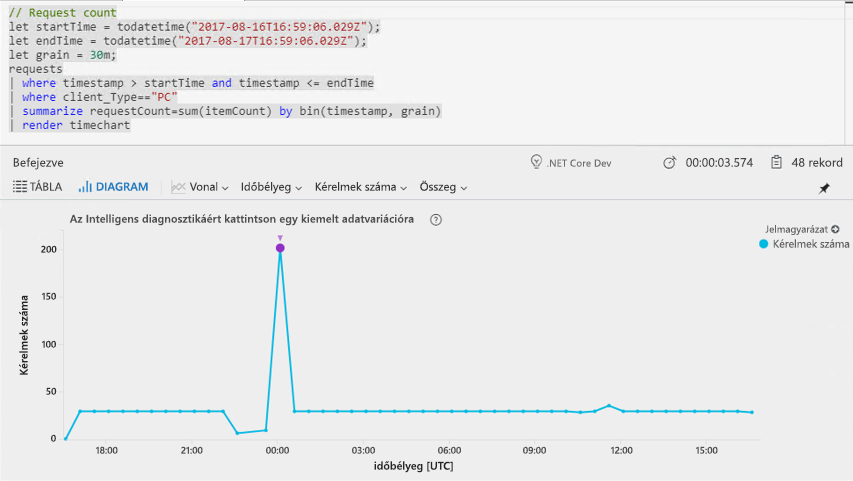 // Request count
let startTime = todatetime("2017-08-16T16:59:06.029Z");
let endTime = todatetime("2017-08-17T16:59:06.029Z");
let grain = 30m;
requests
| where timestamp > startTime and timestamp <= endTime
| where client_Type=="PC"
| summarize requestCount=sum(itemCount) by bin(timestamp, grain)
| render timechart
Befejezve .NET Core Dev 00:00:03.574 48 rekord
TÁBLA DIAGRAM Vonal Időbélyeg Kérelmek száma Összeg
Az Intelligens diagnosztikáért kattintson egy kiemelt adatvariációra ?
Jelmagyarázat
Kérelmek száma
200
150
100
50
0
Kérelmek száma
18:00 21:00 00:00 03:00 06:00 09:00 12:00 15:00
időbélyeg [UTC]